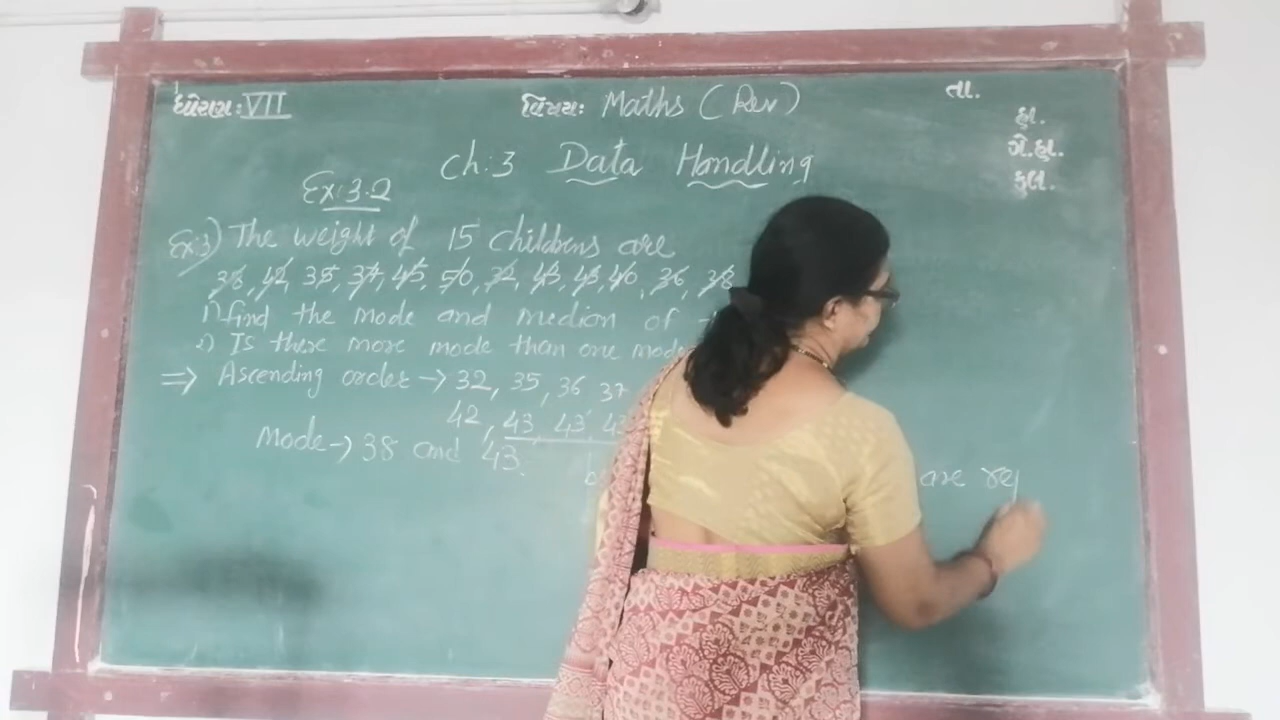 ધોરણ: VII વિષય: Maths (Rev) તા.
હા.
ગે.હા.
કુલ.
Ch:3 Data Handling
Ex:3.2
Ex:3) The weight of 15 childrens are
38, 42, 35, 37, 45, 50, 32, 43, 43, 40, 36, 38
1) find the mode and median of
2) Is there more mode than one mode
⇒ Ascending order → 32, 35, 36, 37
42, 43, 43, 43
Mode → 38 and 43.
are rep